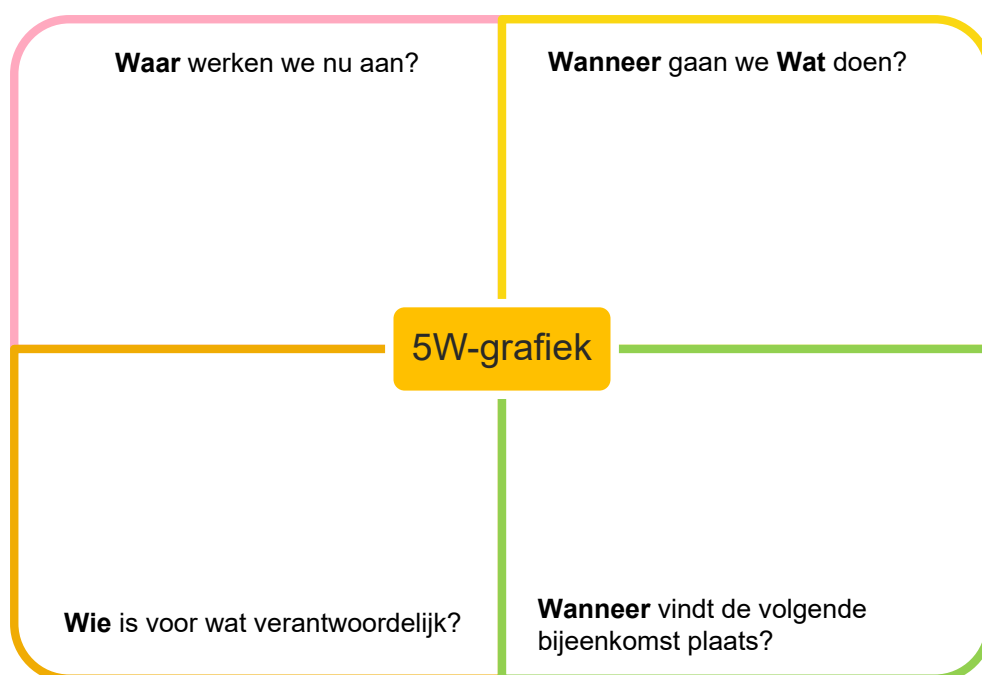 Waar werken we nu aan?
Wanneer gaan we Wat doen?
5W-grafiek
Wie is voor wat verantwoordelijk?
Wanneer vindt de volgende
bijeenkomst plaats?